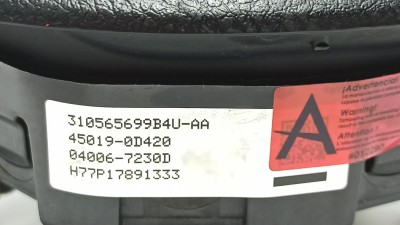 310565699B4U-AA
45019-0D420
04006-7230D
H77P17891333
A
¡Advertencia!
Warning!
Attention !